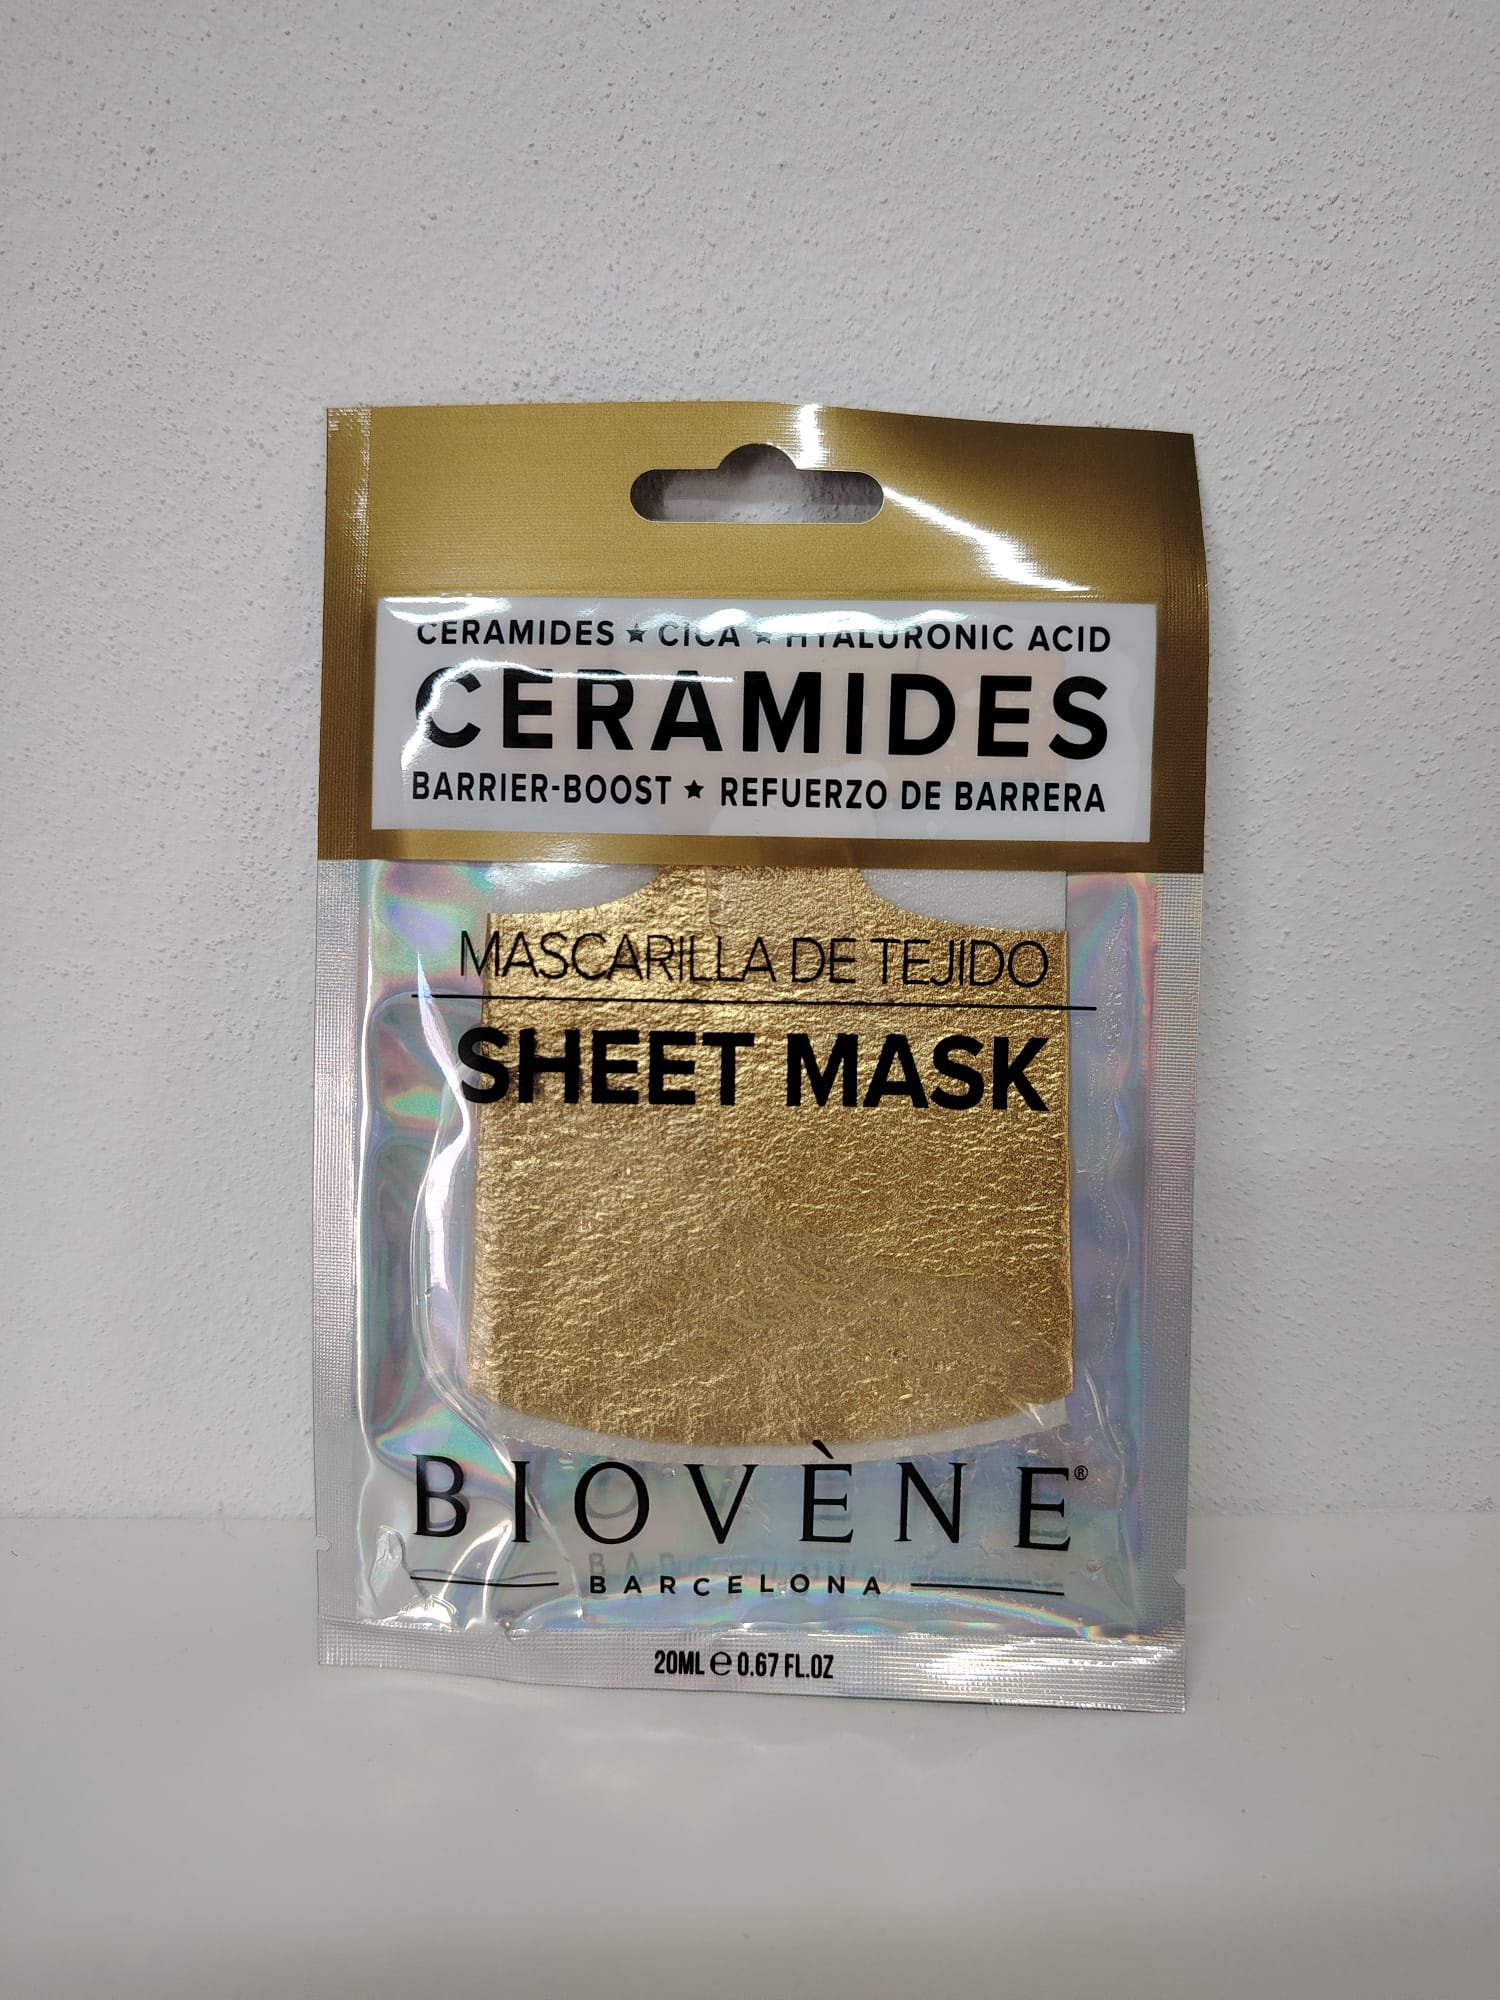 CERAMIDES ★ CICA ★ HYALURONIC ACID
CERAMIDES
BARRIER-BOOST ★ REFUERZO DE BARRERA
MASCARILLA DE TEJIDO
SHEET MASK
BIOVÈNE®
BARCELONA
20ML ℮ 0.67 FL.OZ